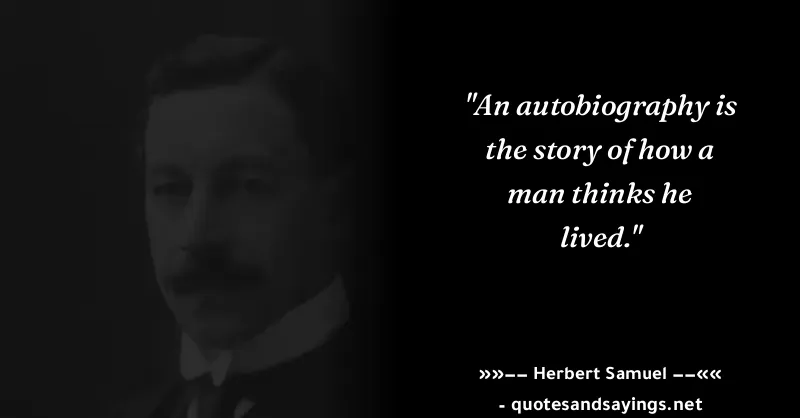 "An autobiography is
the story of how a
man thinks he
lived."
»»–– Herbert Samuel ––««
- quotesandsayings.net